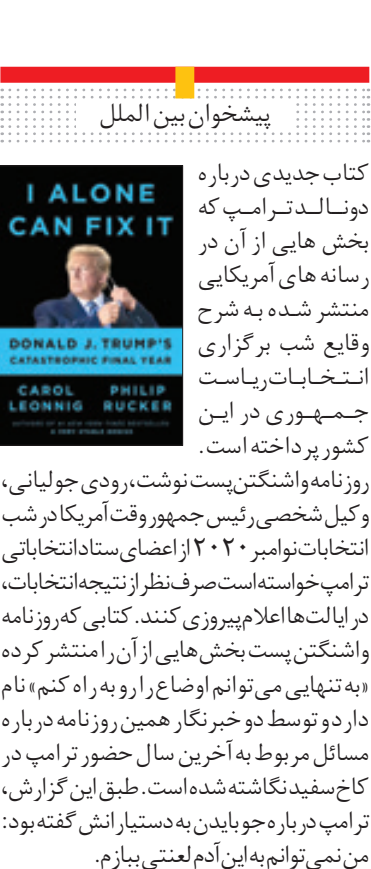 پیشخوان بین الملل
کتاب جدیدی درباره
دونالد ترامپ که
بخش هایی از آن در
رسانه های آمریکایی
منتشر شده به شرح
وقایع شب برگزاری
انتخابات ریاست
جمهوری در این
کشور پرداخته است.
I ALONE
CAN FIX IT
DONALD J. TRUMP'S
CATASTROPHIC FINAL YEAR
CAROL PHILIP
LEONNIG RUCKER
روزنامه واشنگتن پست نوشت، رودی جولیانی،
وکیل شخصی رئیس جمهور وقت آمریکا در شب
انتخابات نوامبر ۲۰۲۰ از اعضای ستاد انتخاباتی
ترامپ خواسته است صرف نظر از نتیجه انتخابات،
در ایالت ها اعلام پیروزی کنند. کتابی که روزنامه
واشنگتن پست بخش هایی از آن را منتشر کرده
«به تنهایی می توانم اوضاع را رو به راه کنم» نام
دارد و توسط دو خبرنگار همین روزنامه درباره
مسائل مربوط به آخرین سال حضور ترامپ در
کاخ سفید نگاشته شده است. طبق این گزارش،
ترامپ درباره جو بایدن به دستیارانش گفته بود:
من نمی توانم به این آدم لعنتی ببازم.